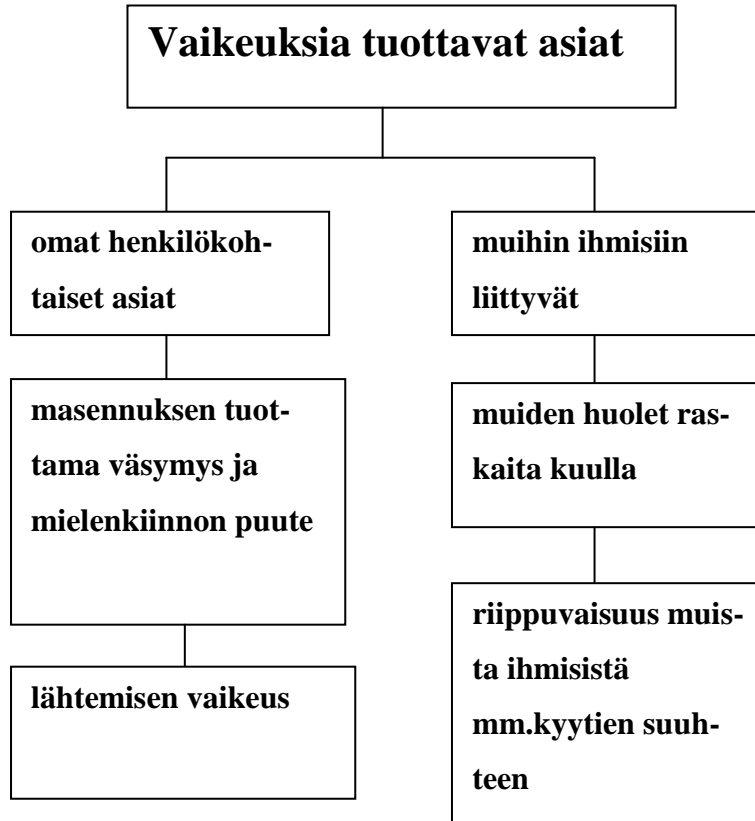 Vaikeuksia tuottavat asiat
omat henkilökoh-
taiset asiat
masennuksen tuot-
tama väsymys ja
mielenkiinnon puute
lähtemisen vaikeus
muihin ihmisiin
liittyvät
muiden huolet ras-
kaita kuulla
riippuvaisuus muis-
ta ihmisistä
mm.kyytien suuh-
teen